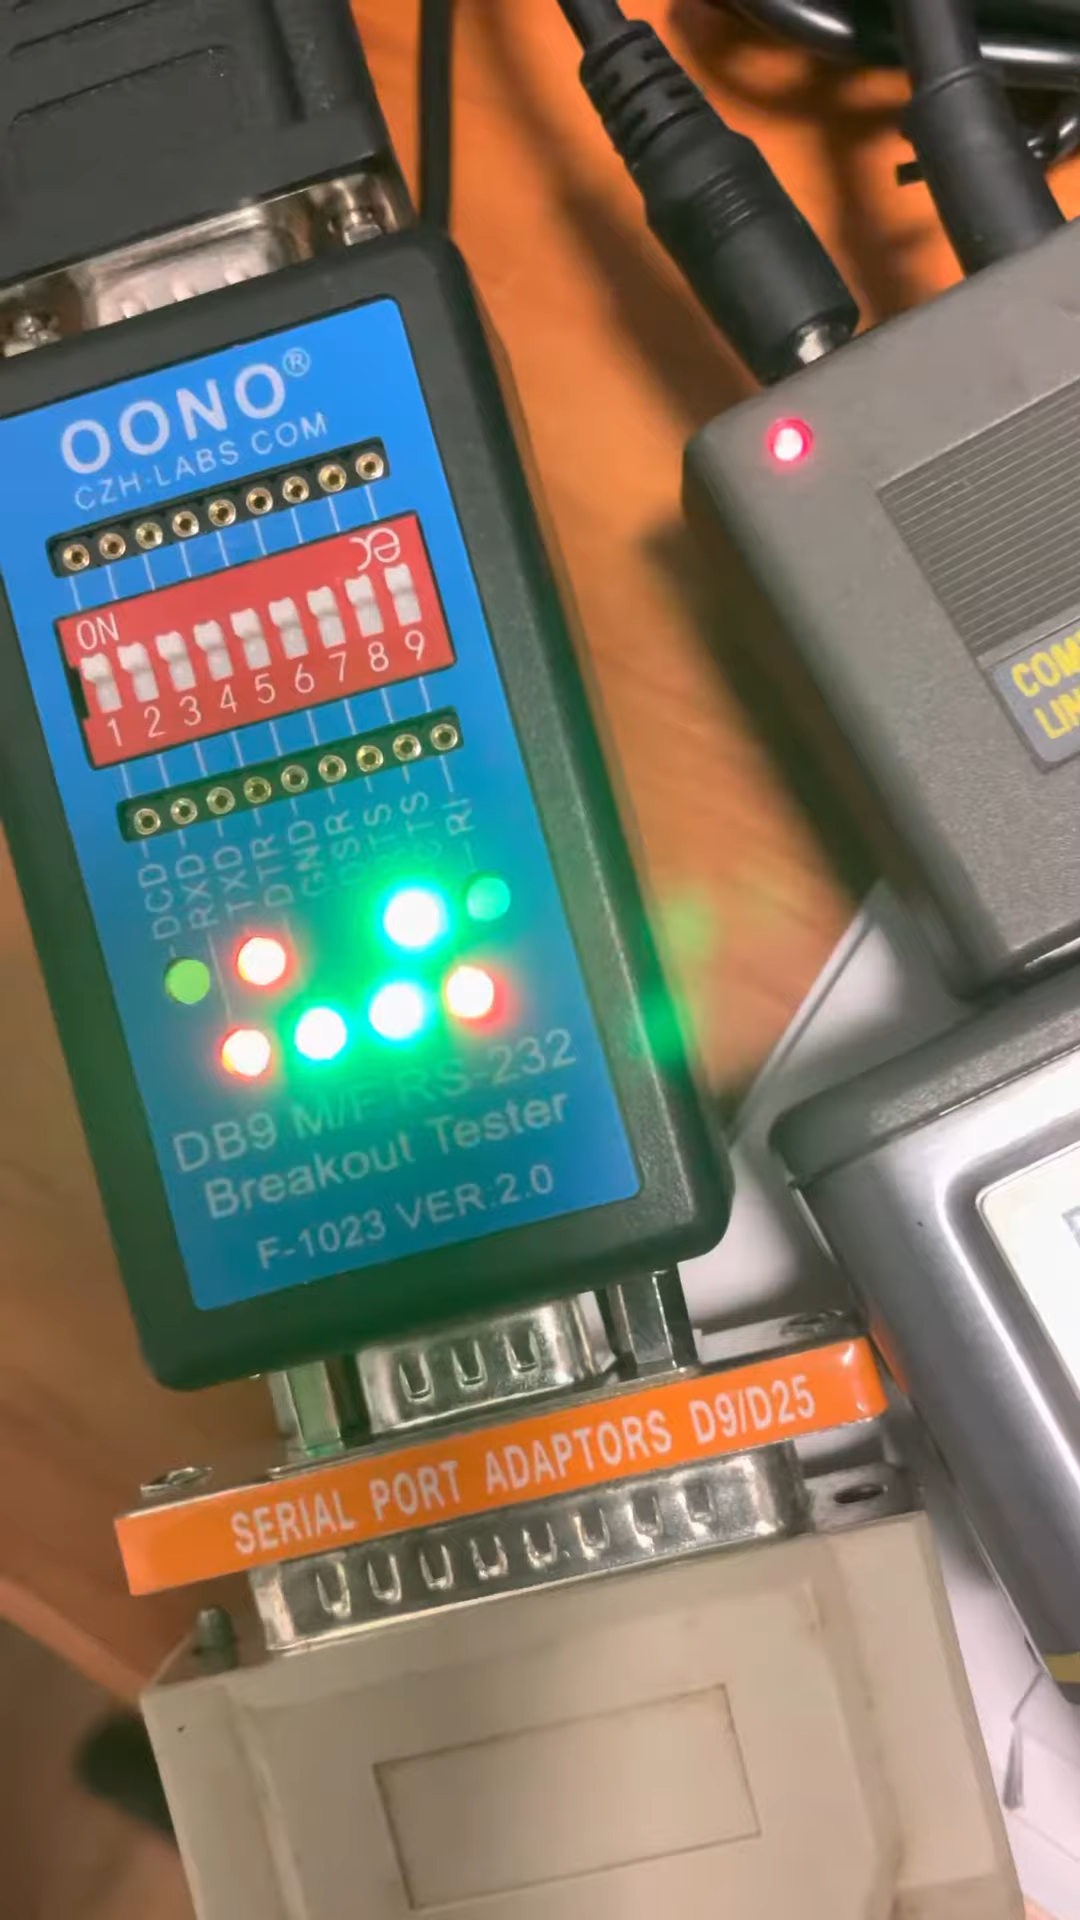 OONO®
CZH-LABS.COM
ON
ec
1 2 3 4 5 6 7 8 9
DCD
RXD
TXD
DTR
GND
DSR
RTS
CTS
RI
DB9 M/F RS-232
Breakout Tester
F-1023 VER:2.0
SERIAL PORT ADAPTORS D9/D25